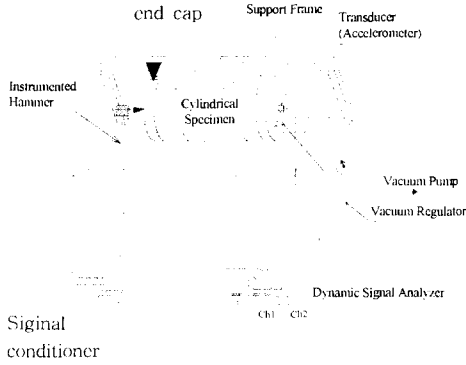 end cap
Support Frame
Transducer
(Accelerometer)
Instrumented
Hammer
Cylindrical
Specimen
Vacuum Pump
Vacuum Regulator
Dynamic Signal Analyzer
Ch1 Ch2
Siginal
conditioner